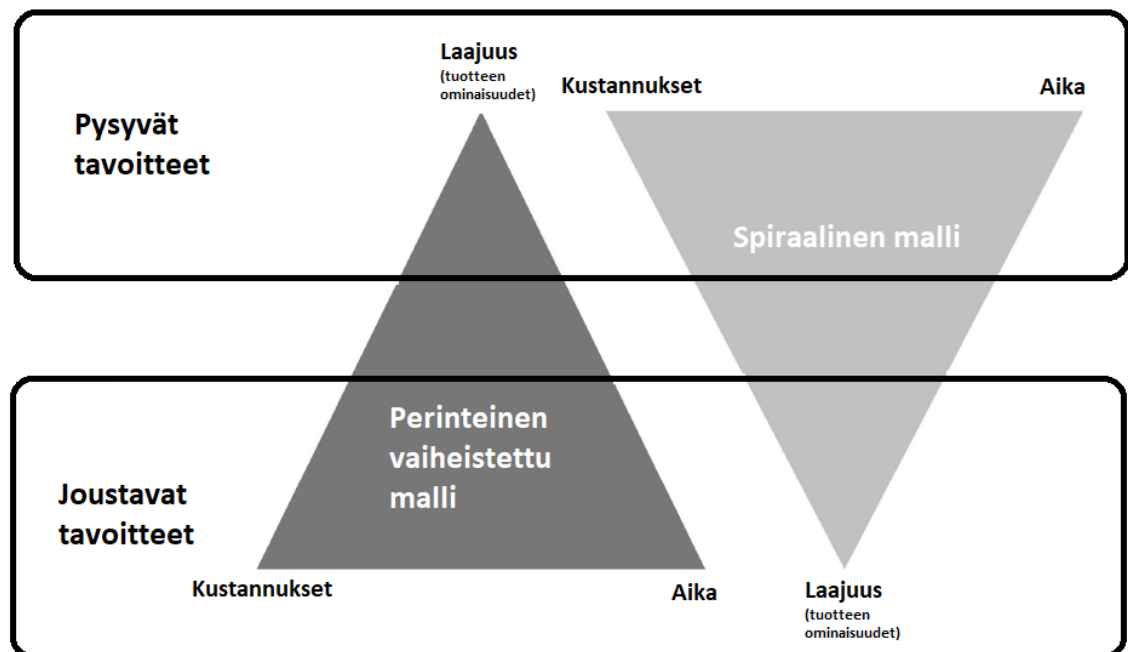 Laajuus
(tuotteen
ominaisuudet)
Kustannukset
Aika
Pysyvät
tavoitteet
Spiraalinen malli
Perinteinen
vaiheistettu
malli
Joustavat
tavoitteet
Kustannukset
Aika
Laajuus
(tuotteen
ominaisuudet)